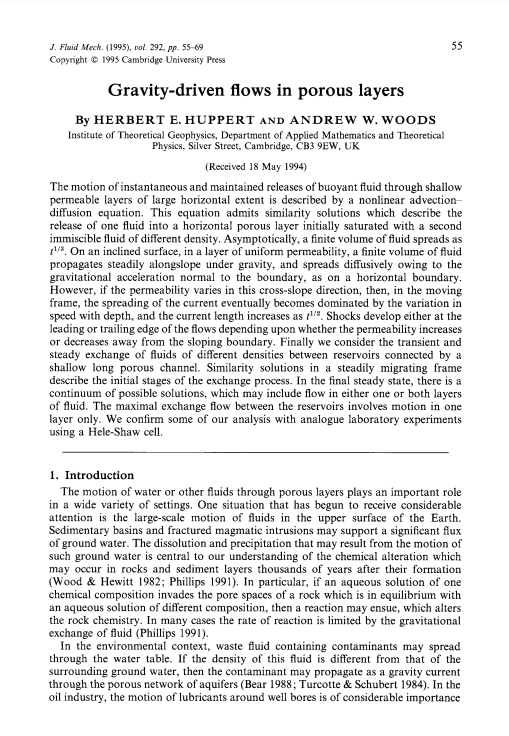 J. Fluid Mech. (1995), vol. 292, pp. 55–69
55
Copyright © 1995 Cambridge University Press
Gravity-driven flows in porous layers
By HERBERT E. HUPPERT AND ANDREW W. WOODS
Institute of Theoretical Geophysics, Department of Applied Mathematics and Theoretical
Physics, Silver Street, Cambridge, CB3 9EW, UK
(Received 18 May 1994)
The motion of instantaneous and maintained releases of buoyant fluid through shallow
permeable layers of large horizontal extent is described by a nonlinear advection–
diffusion equation. This equation admits similarity solutions which describe the
release of one fluid into a horizontal porous layer initially saturated with a second
immiscible fluid of different density. Asymptotically, a finite volume of fluid spreads as
t^{1/3}. On an inclined surface, in a layer of uniform permeability, a finite volume of fluid
propagates steadily alongslope under gravity, and spreads diffusively owing to the
gravitational acceleration normal to the boundary, as on a horizontal boundary.
However, if the permeability varies in this cross-slope direction, then, in the moving
frame, the spreading of the current eventually becomes dominated by the variation in
speed with depth, and the current length increases as t^{1/2}. Shocks develop either at the
leading or trailing edge of the flows depending upon whether the permeability increases
or decreases away from the sloping boundary. Finally we consider the transient and
steady exchange of fluids of different densities between reservoirs connected by a
shallow long porous channel. Similarity solutions in a steadily migrating frame
describe the initial stages of the exchange process. In the final steady state, there is a
continuum of possible solutions, which may include flow in either one or both layers
of fluid. The maximal exchange flow between the reservoirs involves motion in one
layer only. We confirm some of our analysis with analogue laboratory experiments
using a Hele-Shaw cell.
1. Introduction
The motion of water or other fluids through porous layers plays an important role
in a wide variety of settings. One situation that has begun to receive considerable
attention is the large-scale motion of fluids in the upper surface of the Earth.
Sedimentary basins and fractured magmatic intrusions may support a significant flux
of ground water. The dissolution and precipitation that may result from the motion of
such ground water is central to our understanding of the chemical alteration which
may occur in rocks and sediment layers thousands of years after their formation
(Wood & Hewitt 1982; Phillips 1991). In particular, if an aqueous solution of one
chemical composition invades the pore spaces of a rock which is in equilibrium with
an aqueous solution of different composition, then a reaction may ensue, which alters
the rock chemistry. In many cases the rate of reaction is limited by the gravitational
exchange of fluid (Phillips 1991).
In the environmental context, waste fluid containing contaminants may spread
through the water table. If the density of this fluid is different from that of the
surrounding ground water, then the contaminant may propagate as a gravity current
through the porous network of aquifers (Bear 1988; Turcotte & Schubert 1984). In the
oil industry, the motion of lubricants around well bores is of considerable importance